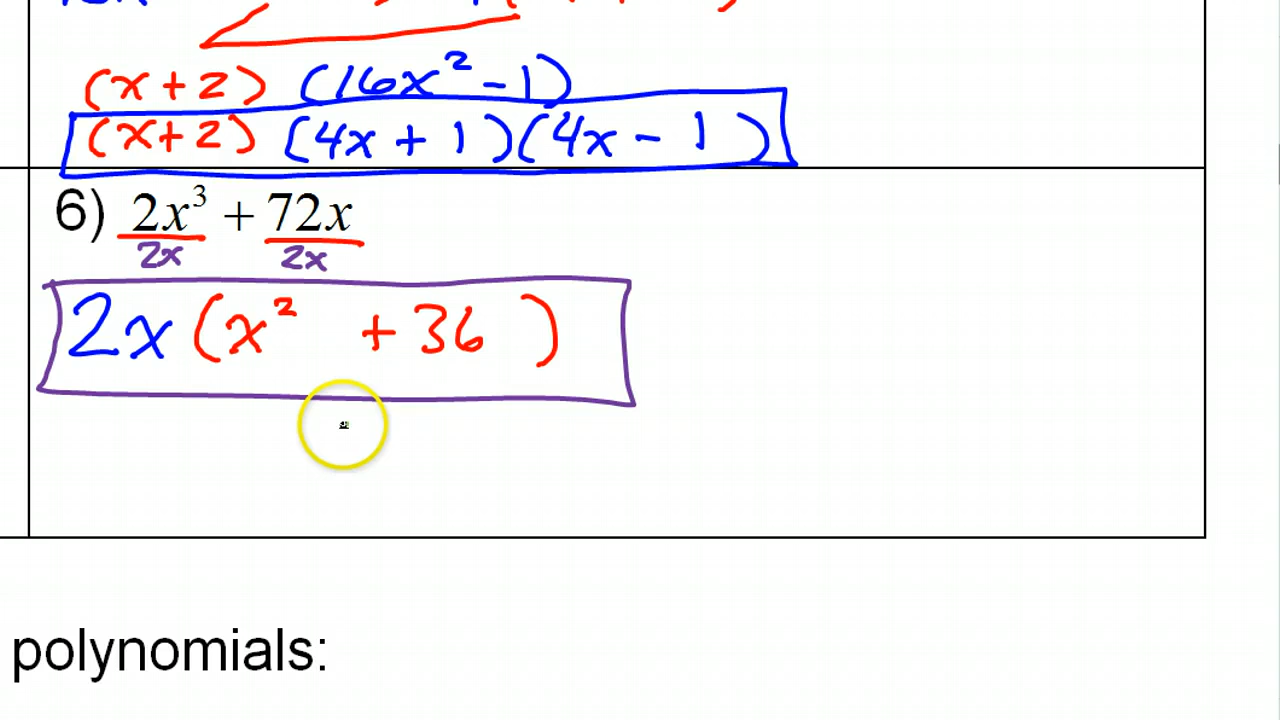 (x+2) (16x² - 1)
(x+2) (4x + 1)(4x - 1)
6) 2x³ + 72x
2x 2x
2x (x² + 36 )
polynomials: